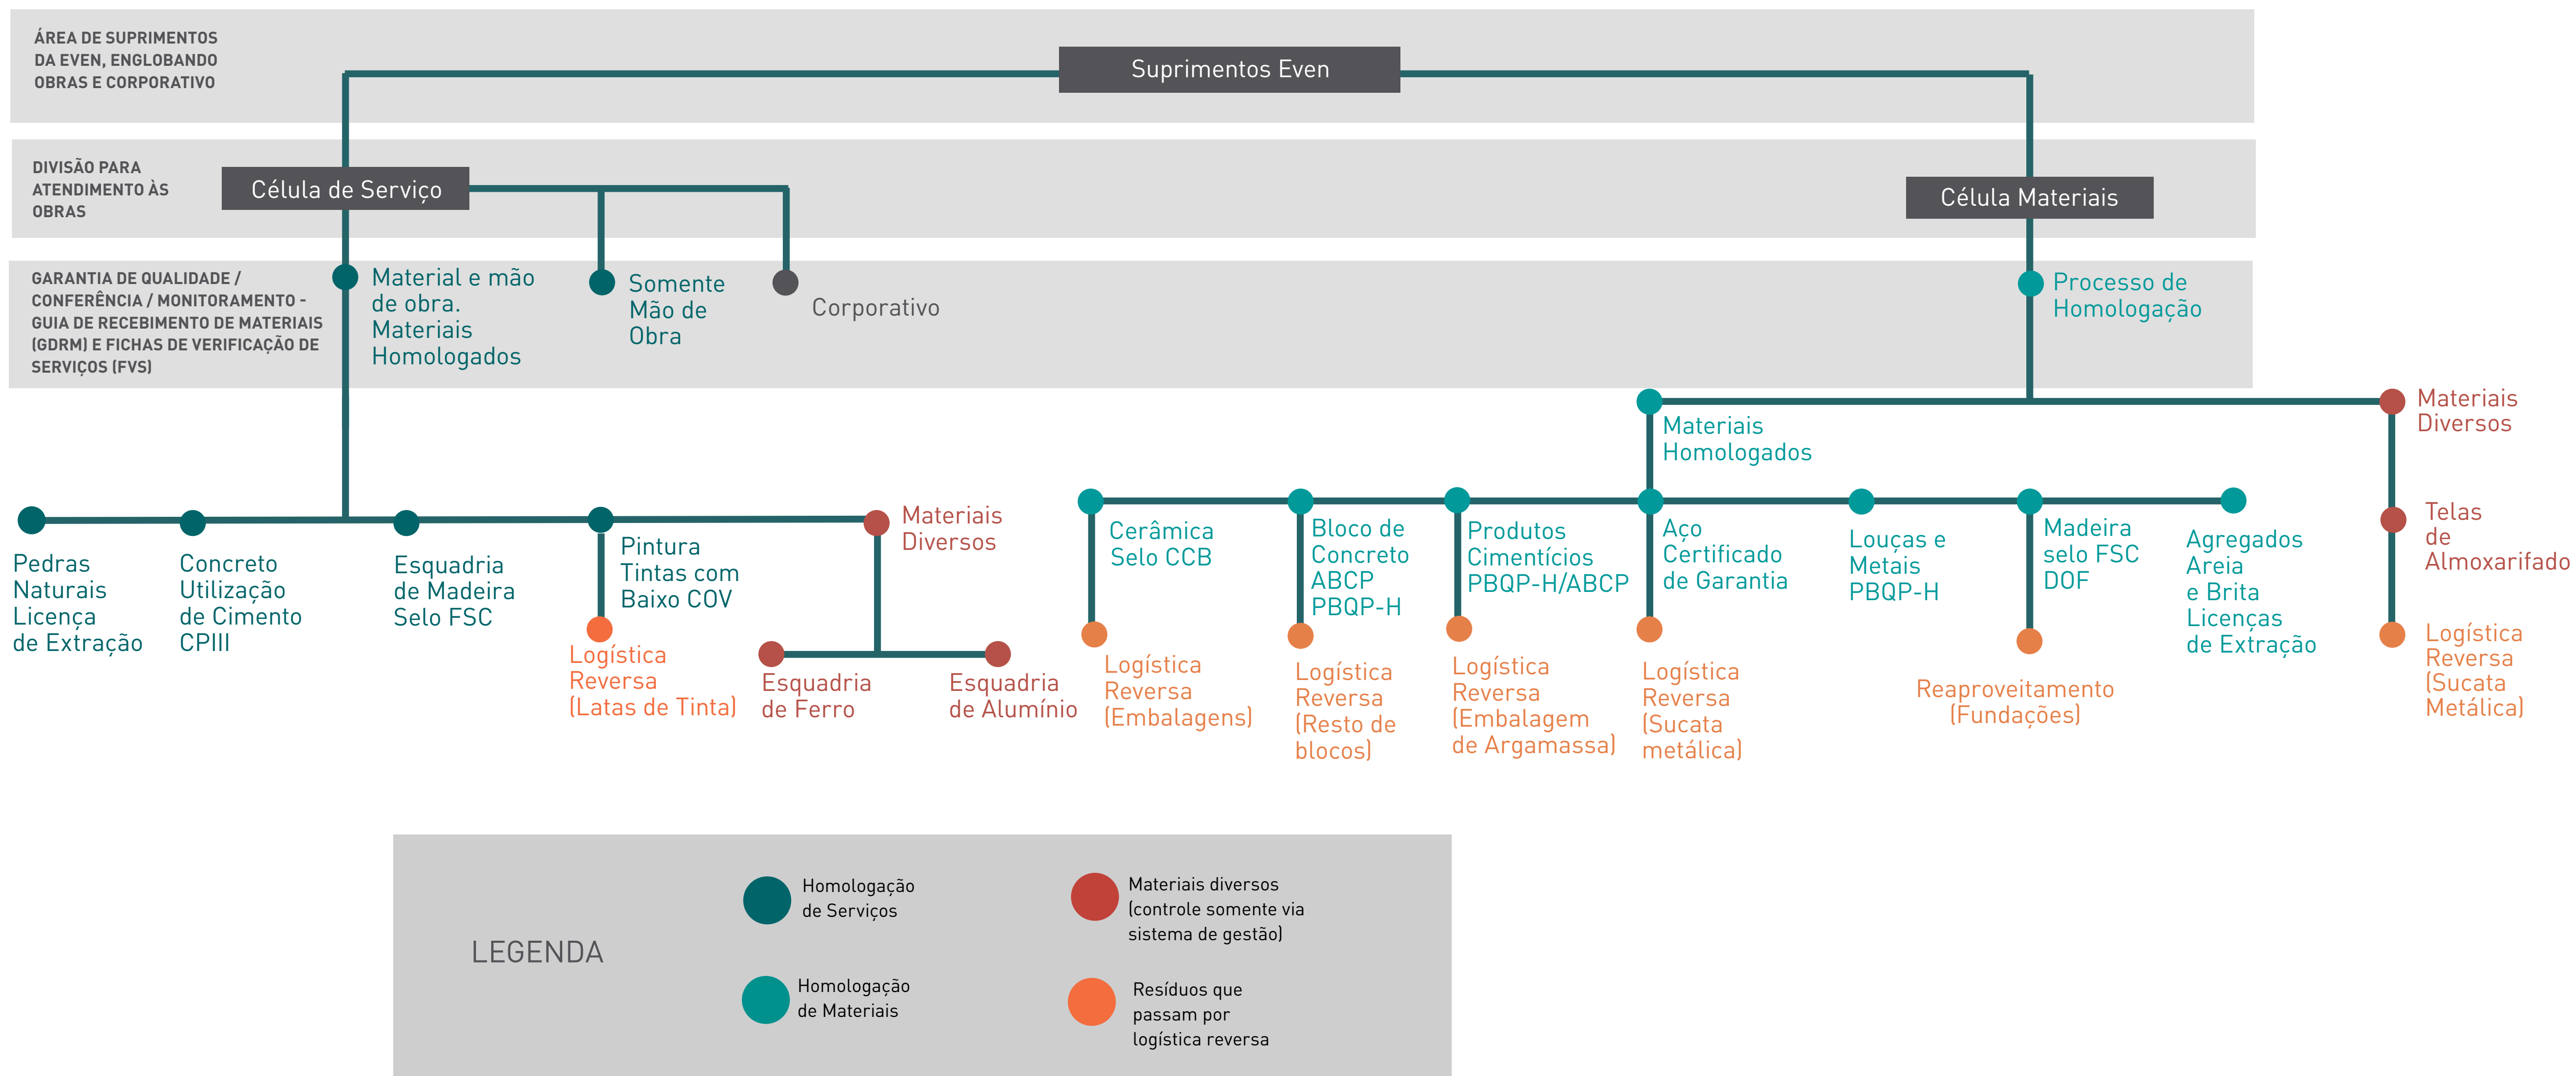 ÁREA DE SUPRIMENTOS
DA EVEN, ENGLOBANDO
OBRAS E CORPORATIVO
Suprimentos Even
DIVISÃO PARA
ATENDIMENTO ÀS
OBRAS
Célula de Serviço
Célula Materiais
GARANTIA DE QUALIDADE /
CONFERÊNCIA / MONITORAMENTO -
GUIA DE RECEBIMENTO DE MATERIAIS
(GDRM) E FICHAS DE VERIFICAÇÃO DE
SERVIÇOS (FVS)
Material e mão
de obra.
Materiais
Homologados
Somente
Mão de
Obra
Corporativo
Processo de
Homologação
Materiais
Homologados
Materiais
Diversos
Pedras
Naturais
Licença
de Extração
Concreto
Utilização
de Cimento
CPIII
Esquadria
de Madeira
Selo FSC
Pintura
Tintas com
Baixo COV
Logística
Reversa
(Latas de Tinta)
Materiais
Diversos
Esquadria
de Ferro
Esquadria
de Alumínio
Cerâmica
Selo CCB
Logística
Reversa
(Embalagens)
Bloco de
Concreto
ABCP
PBQP-H
Logística
Reversa
(Resto de
blocos)
Produtos
Cimentícios
PBQP-H/ABCP
Logística
Reversa
(Embalagem
de Argamassa)
Aço
Certificado
de Garantia
Logística
Reversa
(Sucata
metálica)
Louças e
Metais
PBQP-H
Madeira
selo FSC
DOF
Reaproveitamento
(Fundações)
Agregados
Areia
e Brita
Licenças
de Extração
Telas
de
Almoxarifado
Logística
Reversa
(Sucata
Metálica)
LEGENDA
Homologação
de Serviços
Homologação
de Materiais
Materiais diversos
(controle somente via
sistema de gestão)
Resíduos que
passam por
logística reversa